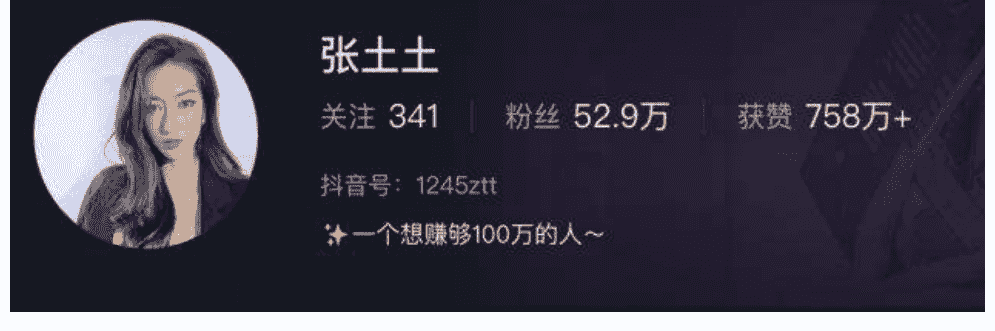 张土土
关注 341 粉丝 52.9万 获赞 758万+
抖音号：1245ztt
✨一个想赚够100万的人～